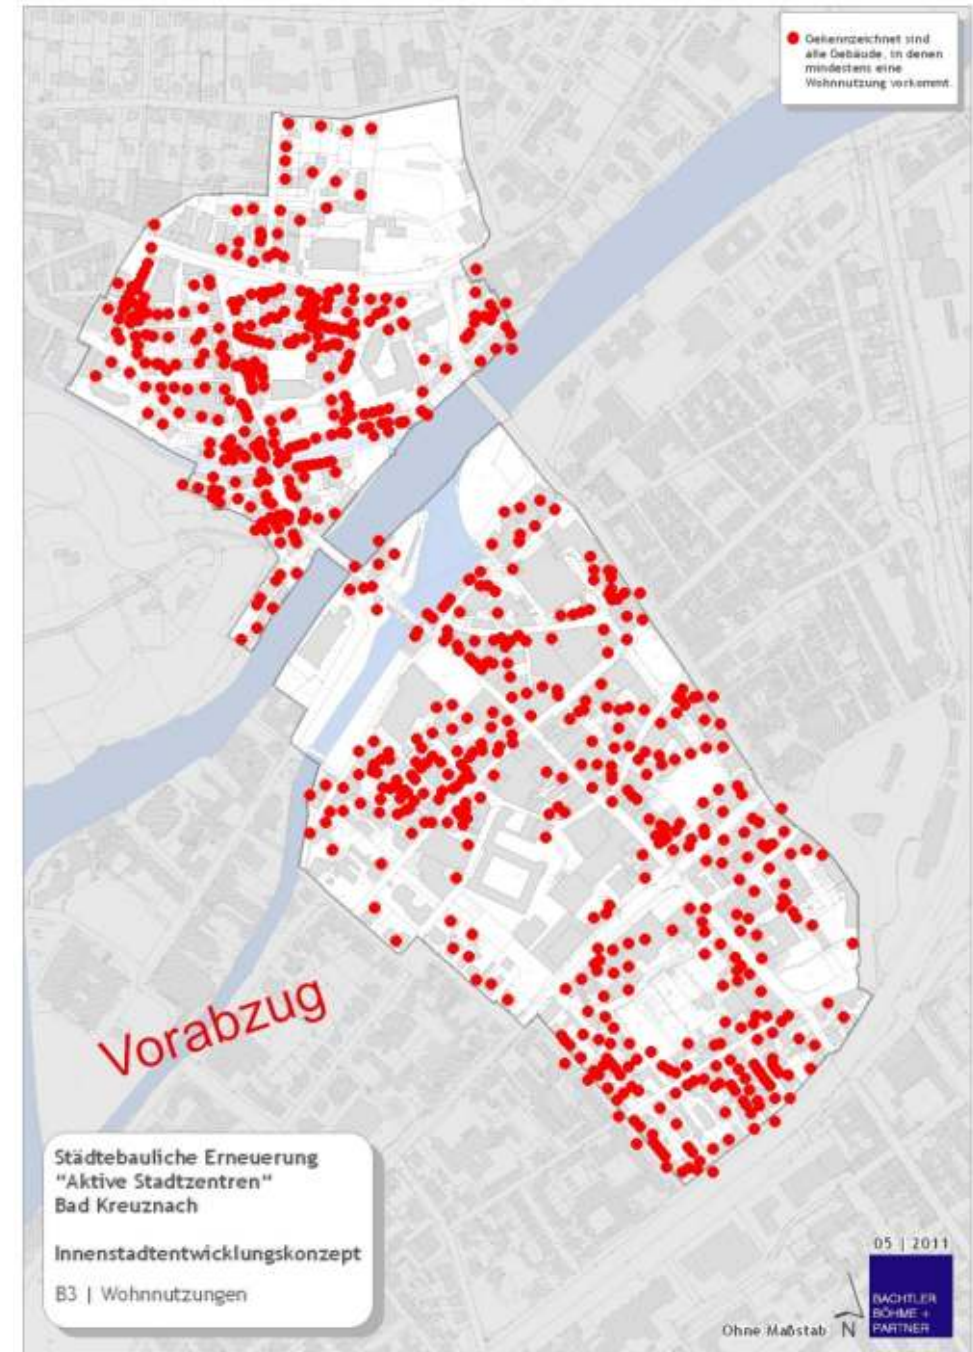 Gekennzeichnet sind
alle Gebäude, in denen
mindestens eine
Wohnnutzung vorkommt
Vorabzug
Städtebauliche Erneuerung
"Aktive Stadtzentren"
Bad Kreuznach
Innenstadtentwicklungskonzept
B3 | Wohnnutzungen
05 | 2011
BACHTLER
BÖHME +
PARTNER
Ohne Maßstab N